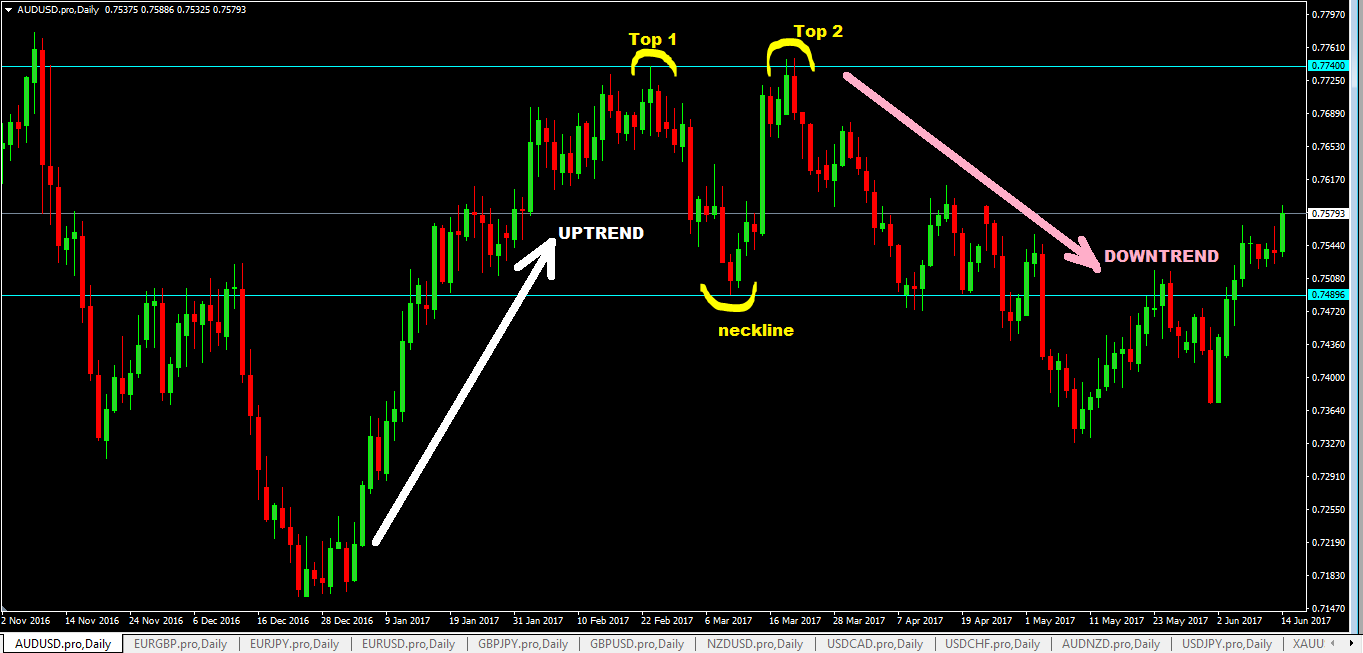 AUDUSD.pro,Daily 0.75375 0.75886 0.75325 0.75793
Top 1
Top 2
UPTREND
DOWNTREND
neckline
0.77970
0.77610
0.77400
0.77250
0.76890
0.76530
0.76170
0.75793
0.75440
0.75080
0.74896
0.74720
0.74360
0.74000
0.73640
0.73270
0.72910
0.72550
0.72190
0.71830
0.71470
2 Nov 2016 14 Nov 2016 24 Nov 2016 6 Dec 2016 16 Dec 2016 28 Dec 2016 9 Jan 2017 19 Jan 2017 31 Jan 2017 10 Feb 2017 22 Feb 2017 6 Mar 2017 16 Mar 2017 28 Mar 2017 7 Apr 2017 19 Apr 2017 1 May 2017 11 May 2017 23 May 2017 2 Jun 2017 14 Jun 2017
AUDUSD.pro,Daily EURGBP.pro,Daily EURJPY.pro,Daily EURUSD.pro,Daily GBPJPY.pro,Daily GBPUSD.pro,Daily NZDUSD.pro,Daily USDCAD.pro,Daily USDCHF.pro,Daily AUDNZD.pro,Daily USDJPY.pro,Daily XAUU